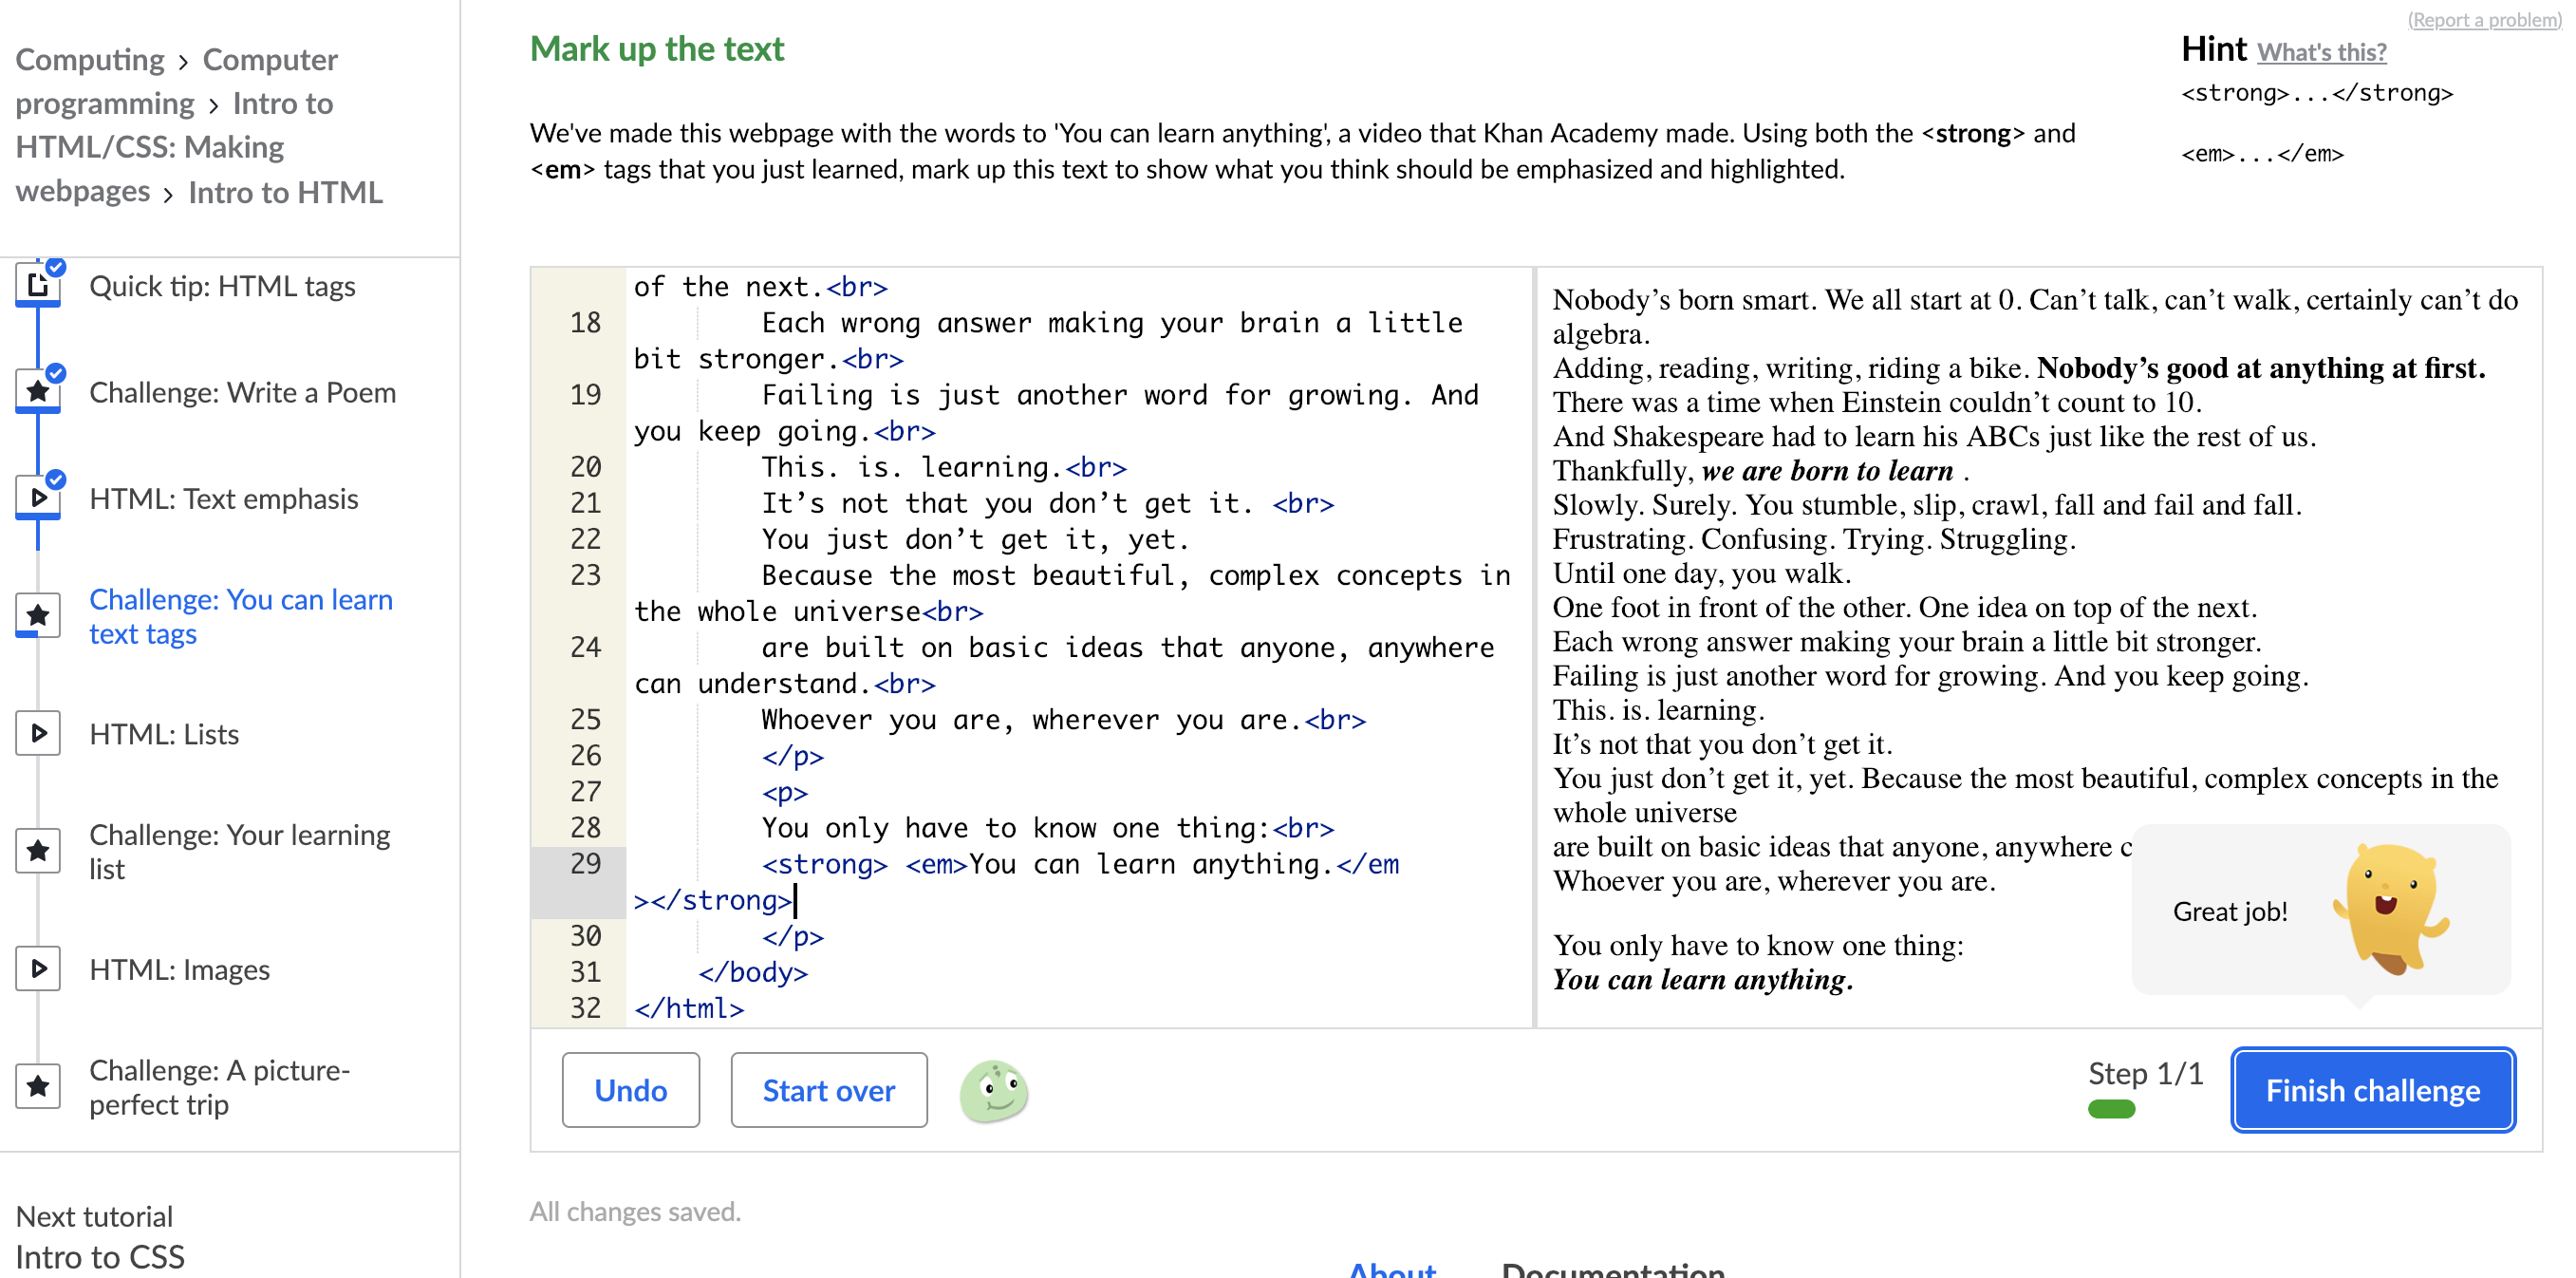 (Report a problem)
Computing > Computer
programming > Intro to
HTML/CSS: Making
webpages > Intro to HTML
Quick tip: HTML tags
Challenge: Write a Poem
HTML: Text emphasis
Challenge: You can learn
text tags
HTML: Lists
Challenge: Your learning
list
HTML: Images
Challenge: A picture-
perfect trip
Next tutorial
Intro to CSS
Mark up the text
We've made this webpage with the words to 'You can learn anything', a video that Khan Academy made. Using both the <strong> and
<em> tags that you just learned, mark up this text to show what you think should be emphasized and highlighted.
Hint What's this?
<strong>...</strong>
<em>...</em>
of the next.<br>
18 Each wrong answer making your brain a little
bit stronger.<br>
19 Failing is just another word for growing. And
you keep going.<br>
20 This. is. learning.<br>
21 It’s not that you don’t get it. <br>
22 You just don’t get it, yet.
23 Because the most beautiful, complex concepts in
the whole universe<br>
24 are built on basic ideas that anyone, anywhere
can understand.<br>
25 Whoever you are, wherever you are.<br>
26 </p>
27 <p>
28 You only have to know one thing:<br>
29 <strong> <em>You can learn anything.</em
></strong>
30 </p>
31 </body>
32 </html>
Nobody’s born smart. We all start at 0. Can’t talk, can’t walk, certainly can’t do
algebra.
Adding, reading, writing, riding a bike. Nobody’s good at anything at first.
There was a time when Einstein couldn’t count to 10.
And Shakespeare had to learn his ABCs just like the rest of us.
Thankfully, we are born to learn .
Slowly. Surely. You stumble, slip, crawl, fall and fail and fall.
Frustrating. Confusing. Trying. Struggling.
Until one day, you walk.
One foot in front of the other. One idea on top of the next.
Each wrong answer making your brain a little bit stronger.
Failing is just another word for growing. And you keep going.
This. is. learning.
It’s not that you don’t get it.
You just don’t get it, yet. Because the most beautiful, complex concepts in the
whole universe
are built on basic ideas that anyone, anywhere c
Whoever you are, wherever you are.
You only have to know one thing:
You can learn anything.
Great job!
Undo
Start over
Step 1/1
Finish challenge
All changes saved.
About
Documentation